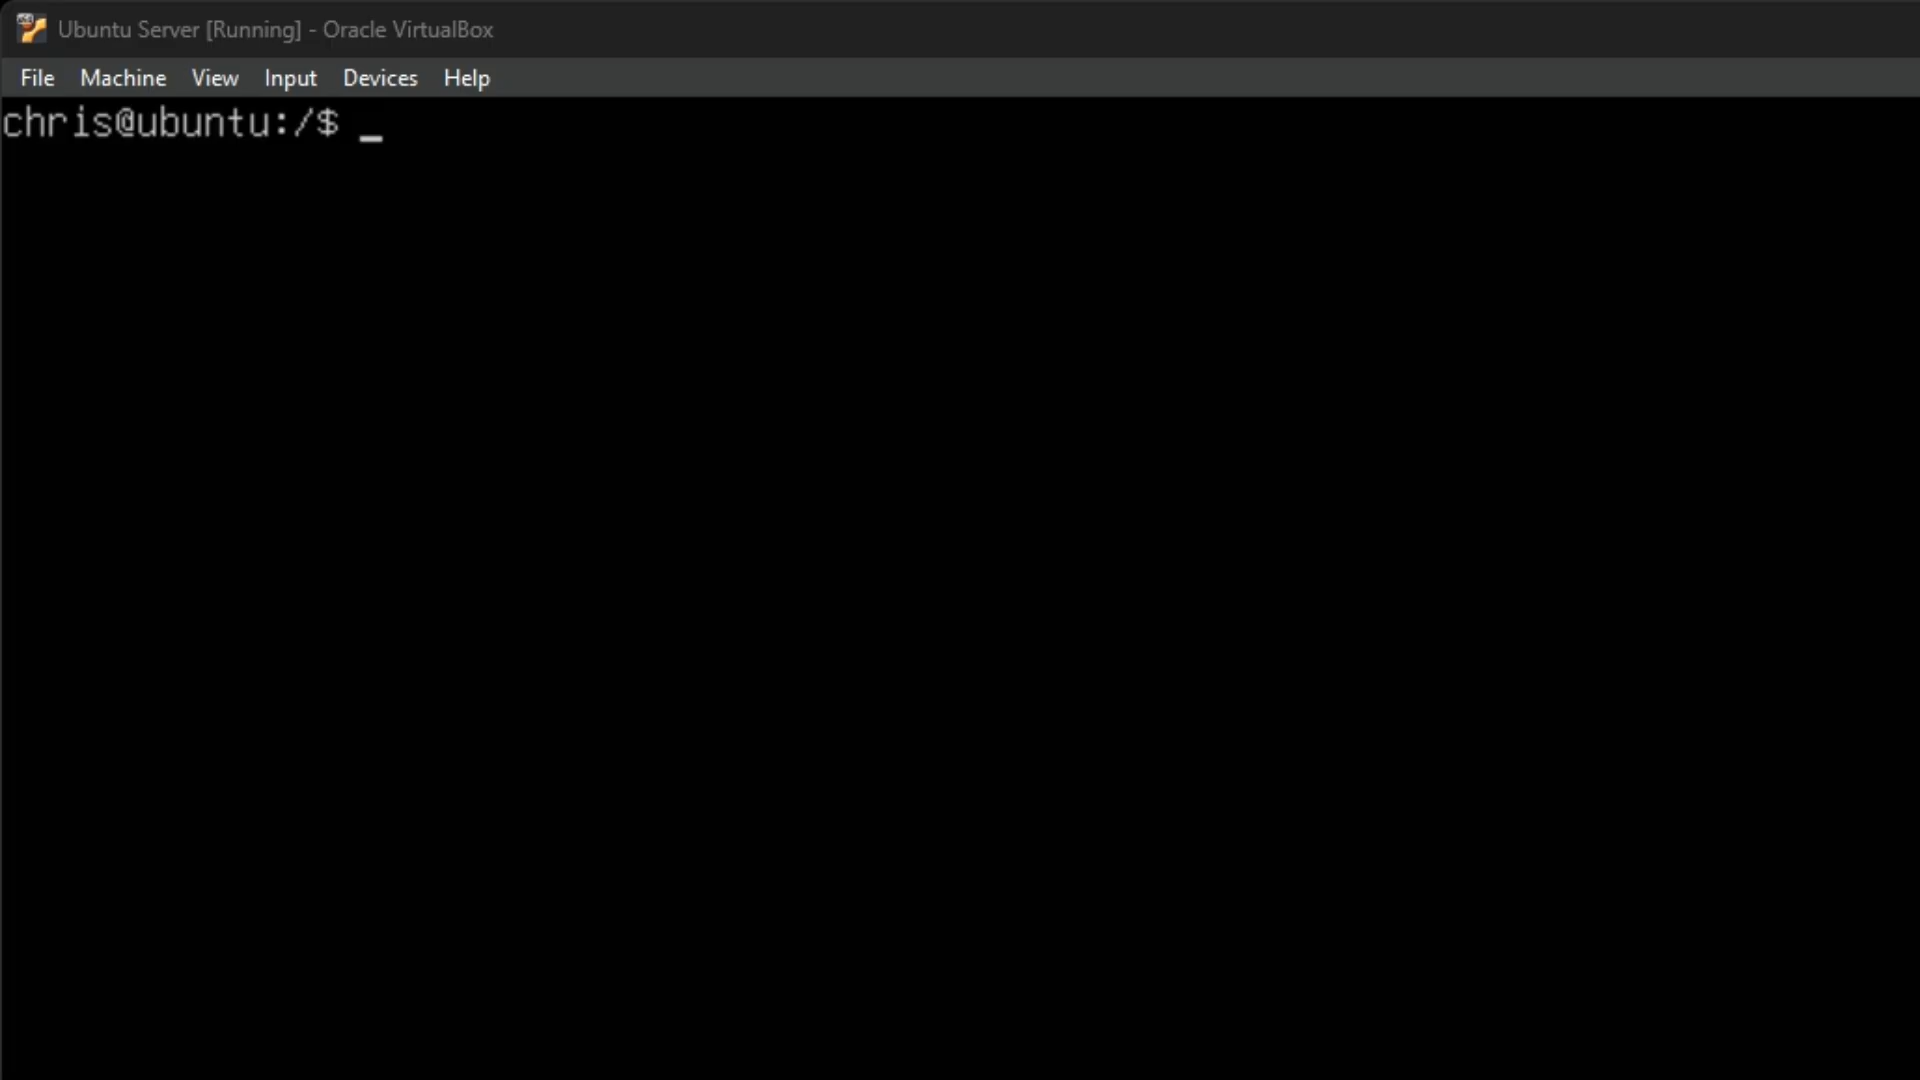 Ubuntu Server [Running] - Oracle VirtualBox
File Machine View Input Devices Help
chris@ubuntu:/$ _